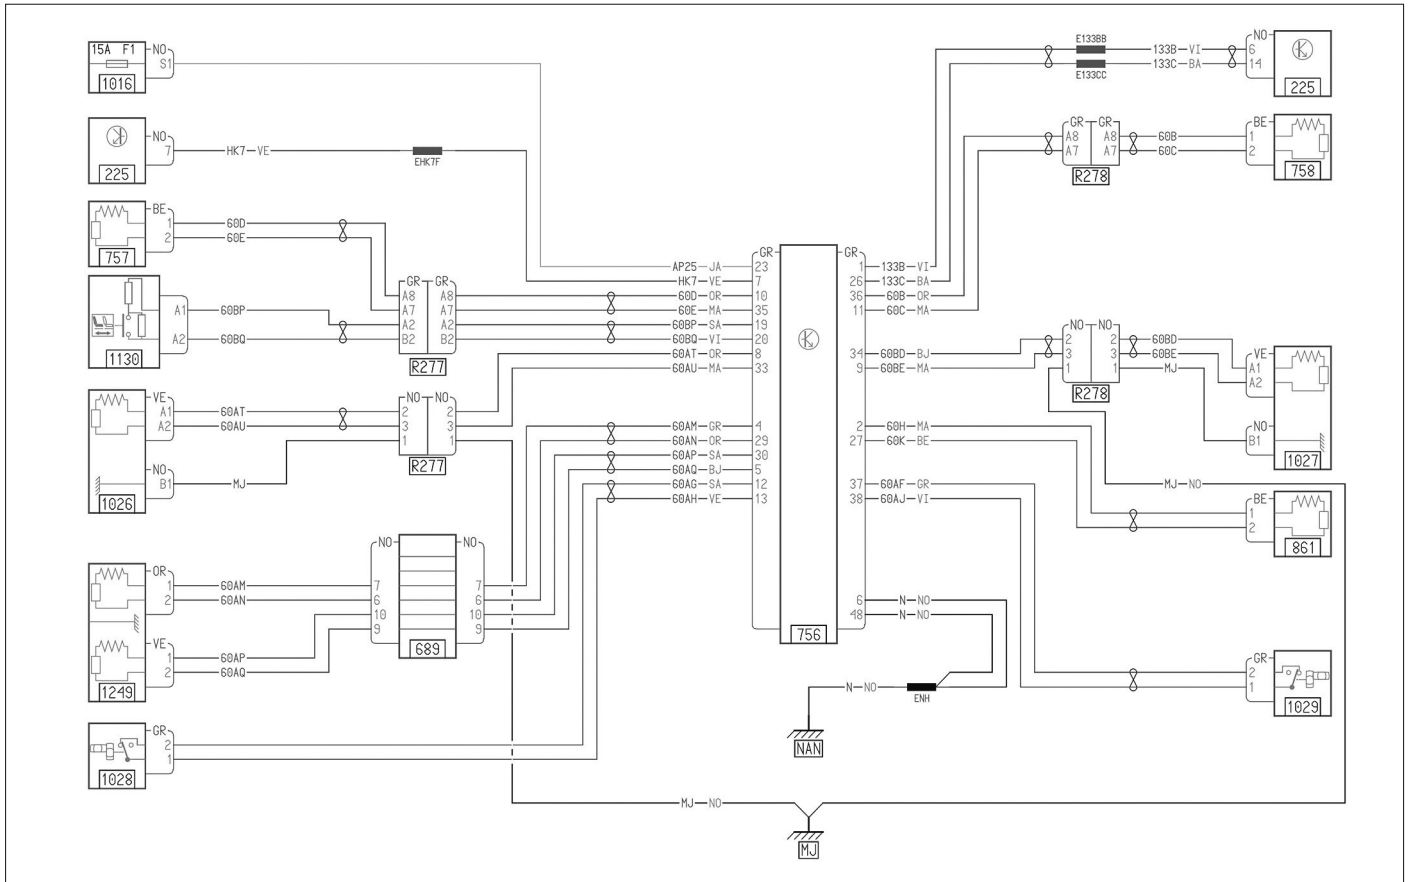 15A F1 NO
S1
1016
NO
7
HK7 VE
EHK7F
225
BE
1 60D
2 60E
757
A1 60BP
A2 60BQ
1130
GR GR
A8 A8
A7 A7
A2 A2
B2 B2
R277
VE
A1 60AT
A2 60AU
NO
B1 MJ
1026
NO NO
2 2
3 3
1 1
R277
OR
1 60AM
2 60AN
VE
1 60AP
2 60AQ
1249
NO NO
7 7
6 6
10 10
9 9
689
GR
2
1
1028
GR
AP25 JA 23
HK7 VE 7
60D OR 10
60E MA 35
60BP SA 19
60BQ VI 20
60AT OR 8
60AU MA 33
60AM GR 4
60AN OR 29
60AP SA 30
60AQ BJ 5
60AG SA 12
60AH VE 13
756
GR
1 133B VI
26 133C BA
36 60B OR
11 60C MA
34 60BD BJ
9 60BE MA
2 60H MA
27 60K BE
37 60AF GR
38 60AJ VI
6 N NO
48 N NO
N NO
ENH
NAN
MJ NO
MJ
E133BB
133B VI
E133CC
133C BA
NO
6
14
225
GR GR
A8 A8
A7 A7
R278
60B
60C
BE
1
2
758
NO NO
2 2
3 3
1 1
R278
60BD
60BE
MJ
VE
A1
A2
NO
B1
1027
MJ NO
BE
1
2
861
GR
2
1
1029